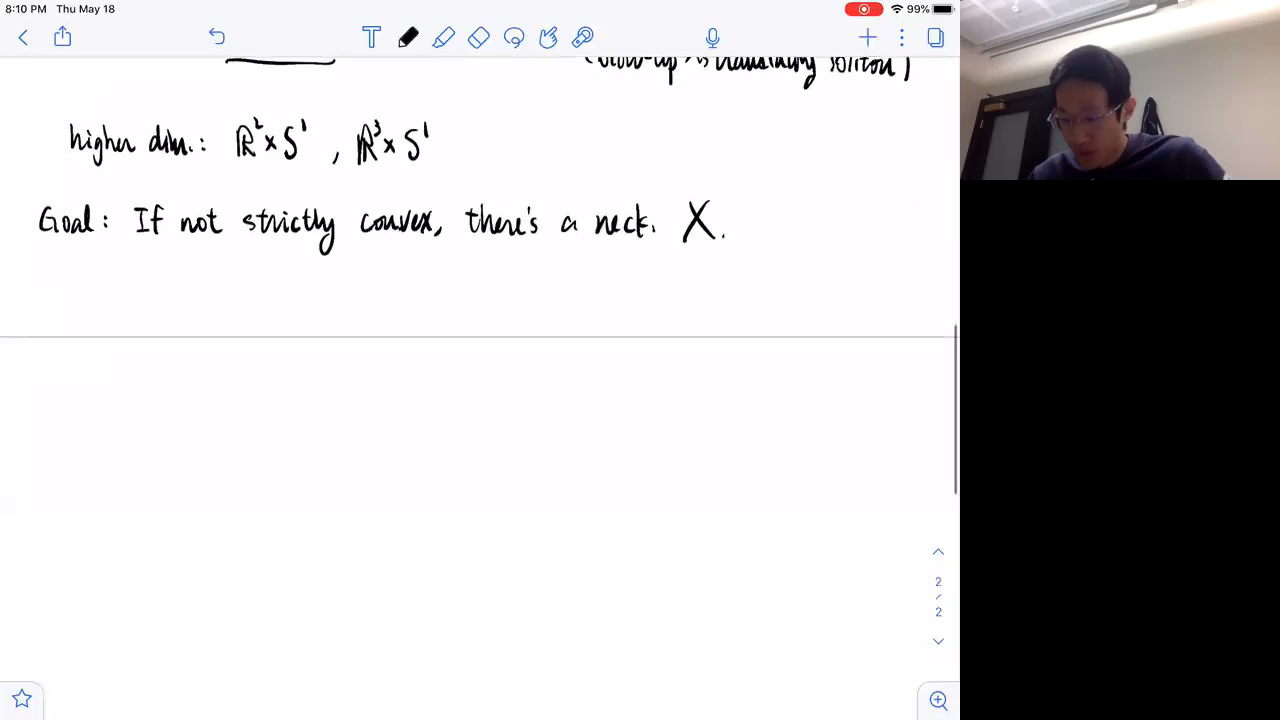 8:10 PM Thu May 18
99%
(blow-up → translating soliton)
higher dim.: ℝ² × S¹ , ℝ³ × S¹
Goal: If not strictly convex, there's a neck. X.
2
2